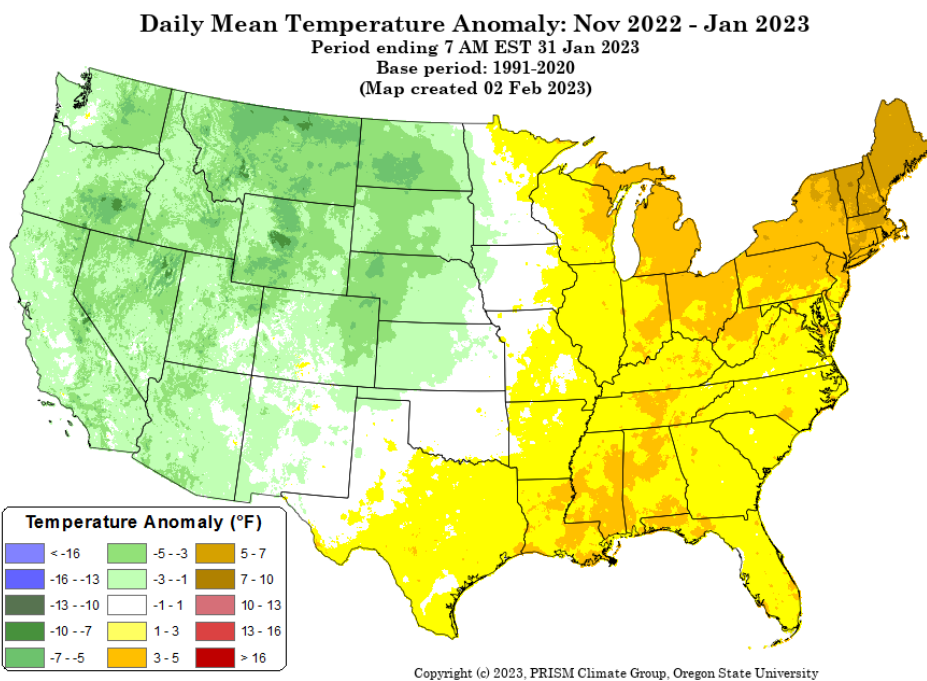 Daily Mean Temperature Anomaly: Nov 2022 - Jan 2023
Period ending 7 AM EST 31 Jan 2023
Base period: 1991-2020
(Map created 02 Feb 2023)
Temperature Anomaly (°F)
< -16
-16 - -13
-13 - -10
-10 - -7
-7 - -5
-5 - -3
-3 - -1
-1 - 1
1 - 3
3 - 5
5 - 7
7 - 10
10 - 13
13 - 16
> 16
Copyright (c) 2023, PRISM Climate Group, Oregon State University